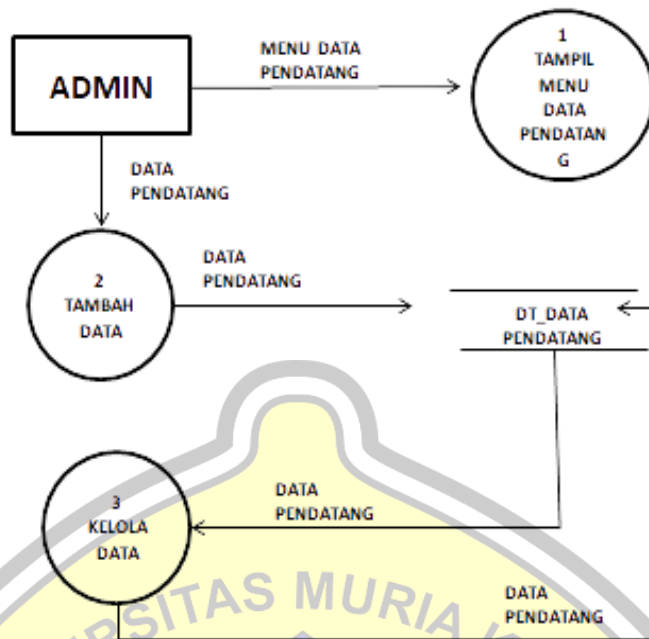 MENU DATA
PENDATANG
ADMIN
1
TAMPIL
MENU
DATA
PENDATAN
G
DATA
PENDATANG
2
TAMBAH
DATA
DATA
PENDATANG
DT_DATA
PENDATANG
3
KELOLA
DATA
DATA
PENDATANG
DATA
PENDATANG
SITAS MURIA